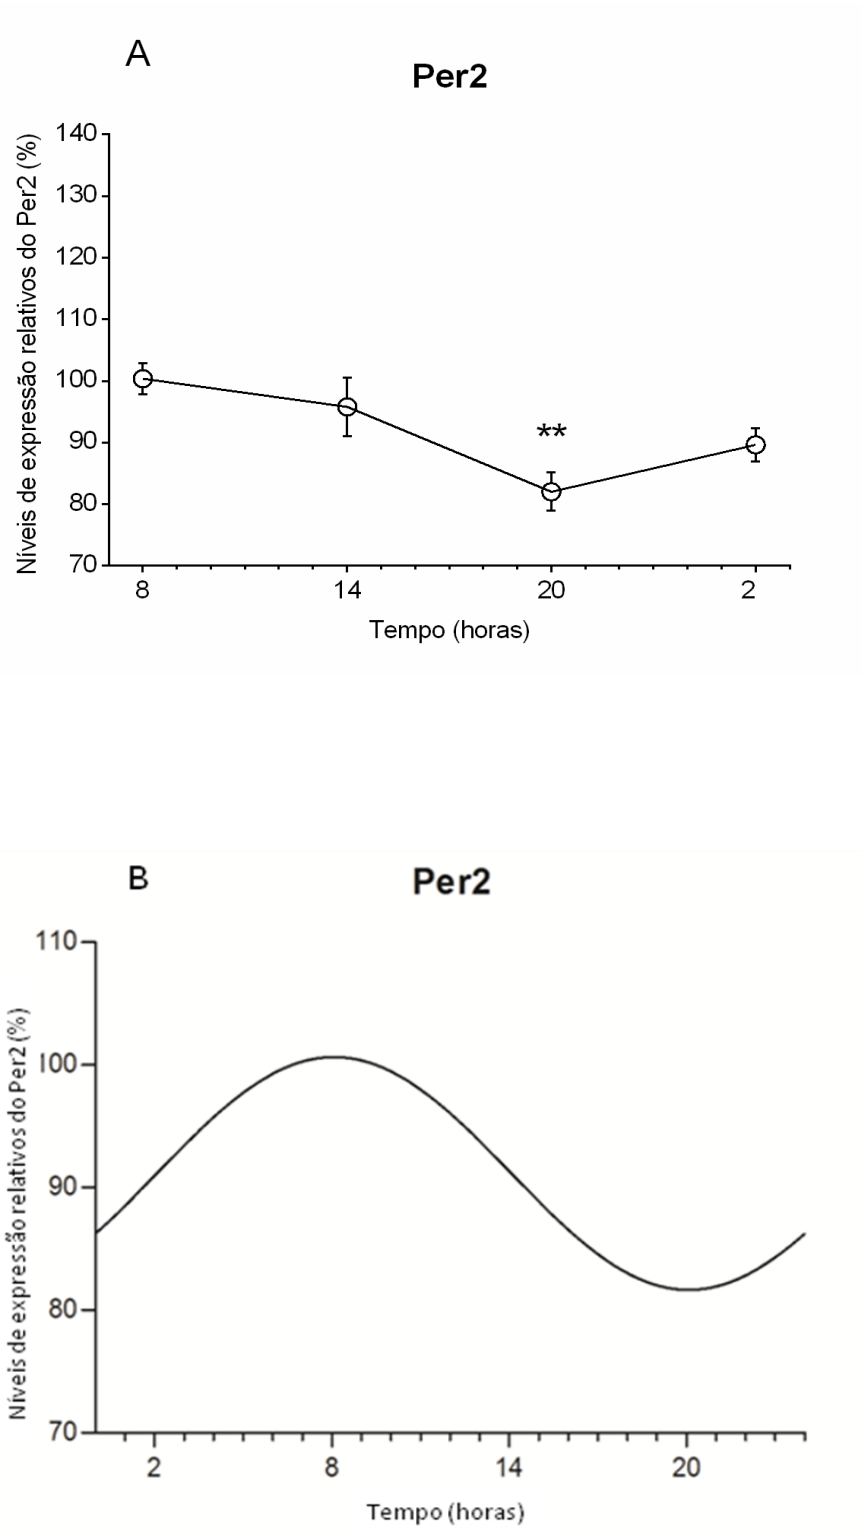 A
Per2
Níveis de expressão relativos do Per2 (%)
140
130
120
110
100
90
80
70
**
8 14 20 2
Tempo (horas)
B
Per2
Níveis de expressão relativos do Per2 (%)
110
100
90
80
70
2 8 14 20
Tempo (horas)